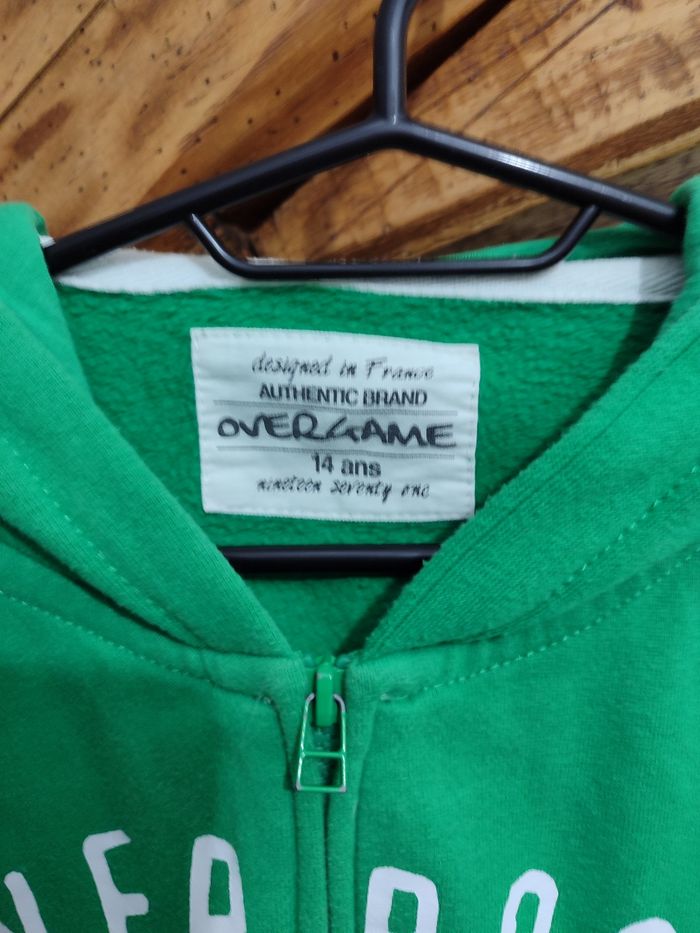 designed in France
AUTHENTIC BRAND
OVERGAME
14 ans
nineteen seventy one